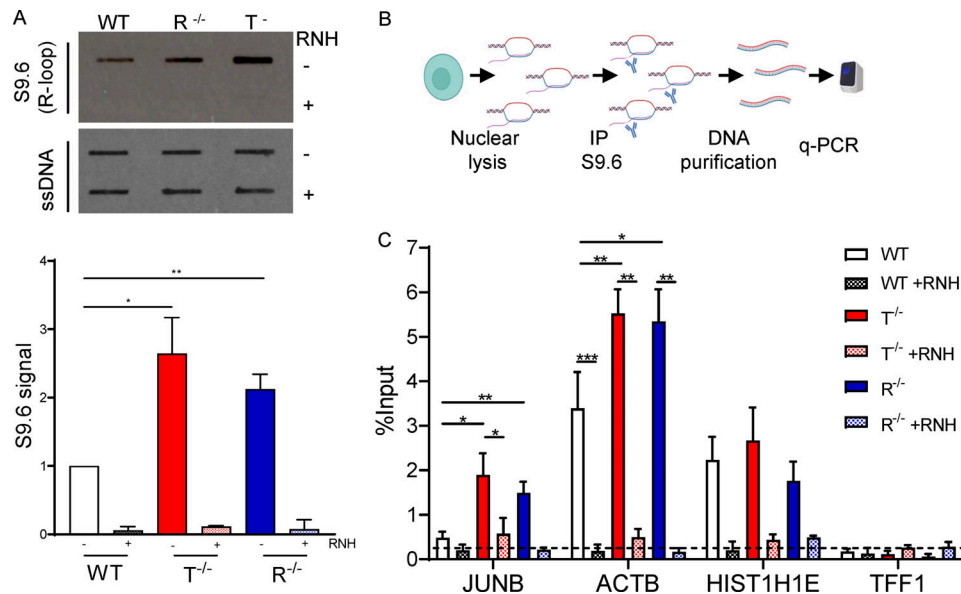 A
WT
R -/-
T -
RNH
S9.6
(R-loop)
-
+
ssDNA
-
+
B
Nuclear
lysis
IP
S9.6
DNA
purification
q-PCR
S9.6 signal
4
3
2
1
0
**
*
- + - + - + RNH
WT T-/- R-/-
C
%Input
7
6
5
4
3
2
1
0
**
*
*
*
**
***
**
**
JUNB ACTB HIST1H1E TFF1
WT
WT +RNH
T-/-
T-/- +RNH
R-/-
R-/- +RNH